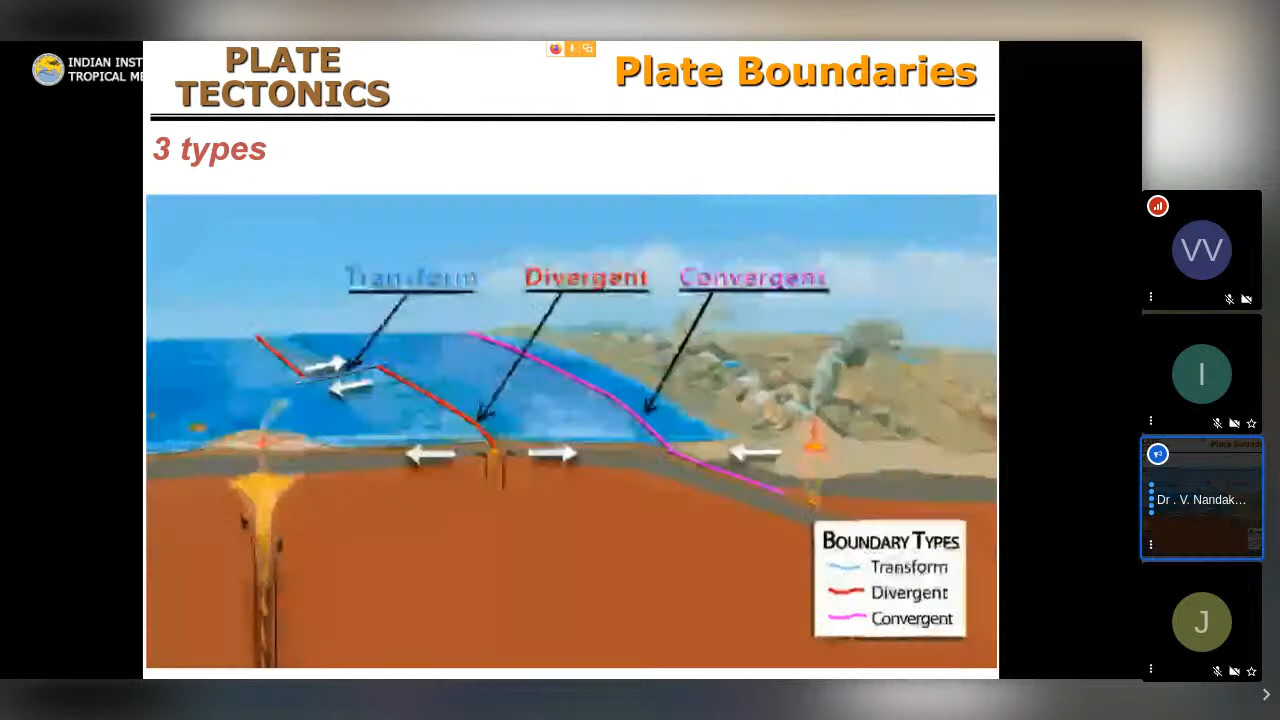 INDIAN INST
TROPICAL ME
PLATE
TECTONICS
Plate Boundaries
3 types
Transform
Divergent
Convergent
BOUNDARY TYPES
Transform
Divergent
Convergent
VV
I
Dr . V. Nandak...
J